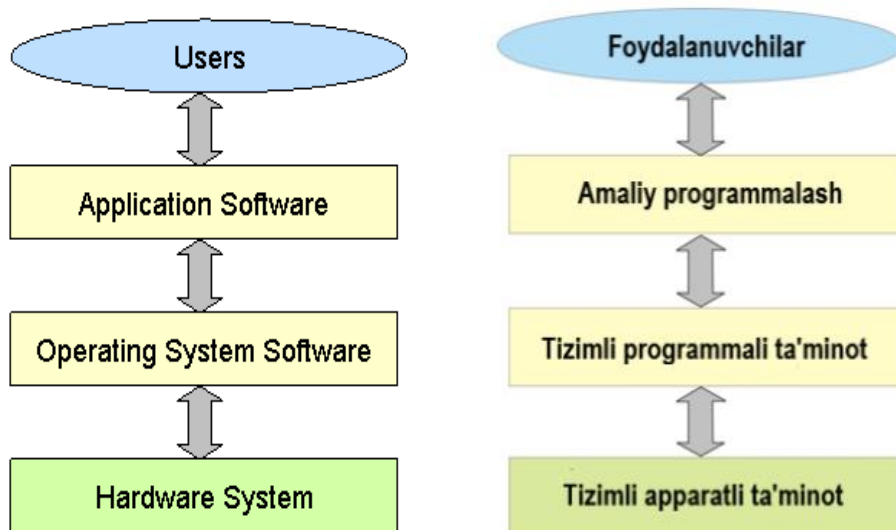 Users
Application Software
Operating System Software
Hardware System
Foydalanuvchilar
Amaliy programmalash
Tizimli programmali ta'minot
Tizimli apparatli ta'minot